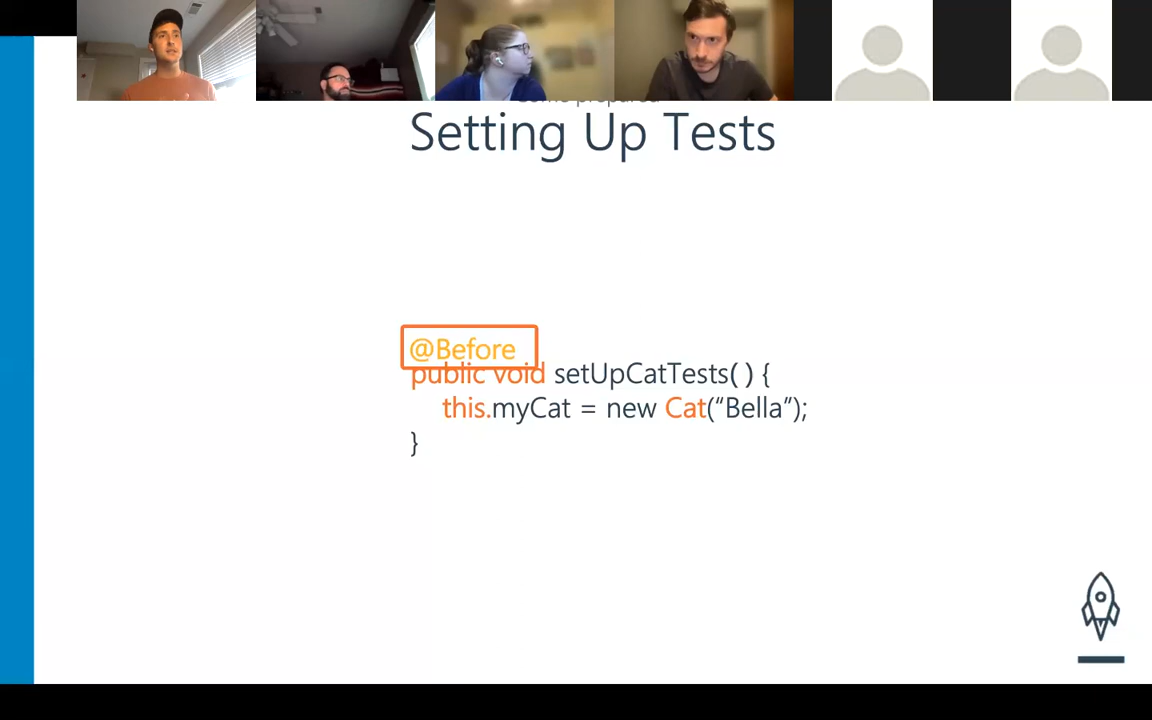 Setting Up Tests
@Before
public void setUpCatTests( ) {
this.myCat = new Cat(“Bella”);
}